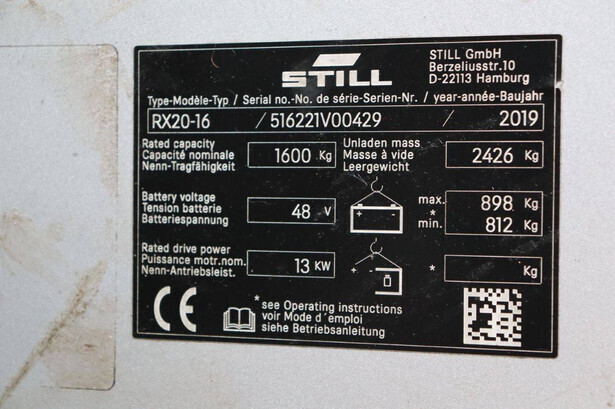 STILL
STILL GmbH
Berzeliusstr.10
D-22113 Hamburg
Type-Modèle-Typ / Serial no.-No. de série-Serien-Nr. / year-année-Baujahr
RX20-16 / 516221V00429 / 2019
Rated capacity
Capacité nominale
Nenn-Tragfähigkeit
1600 Kg
Unladen mass
Masse à vide
Leergewicht
2426 Kg
Battery voltage
Tension batterie
Batteriespannung
48 V
max. 898 Kg
*
min. 812 Kg
Rated drive power
Puissance motr.nom.
Nenn-Antriebsleist.
13 KW
* Kg
CE
*see Operating instructions
voir Mode d´emploi
siehe Betriebsanleitung